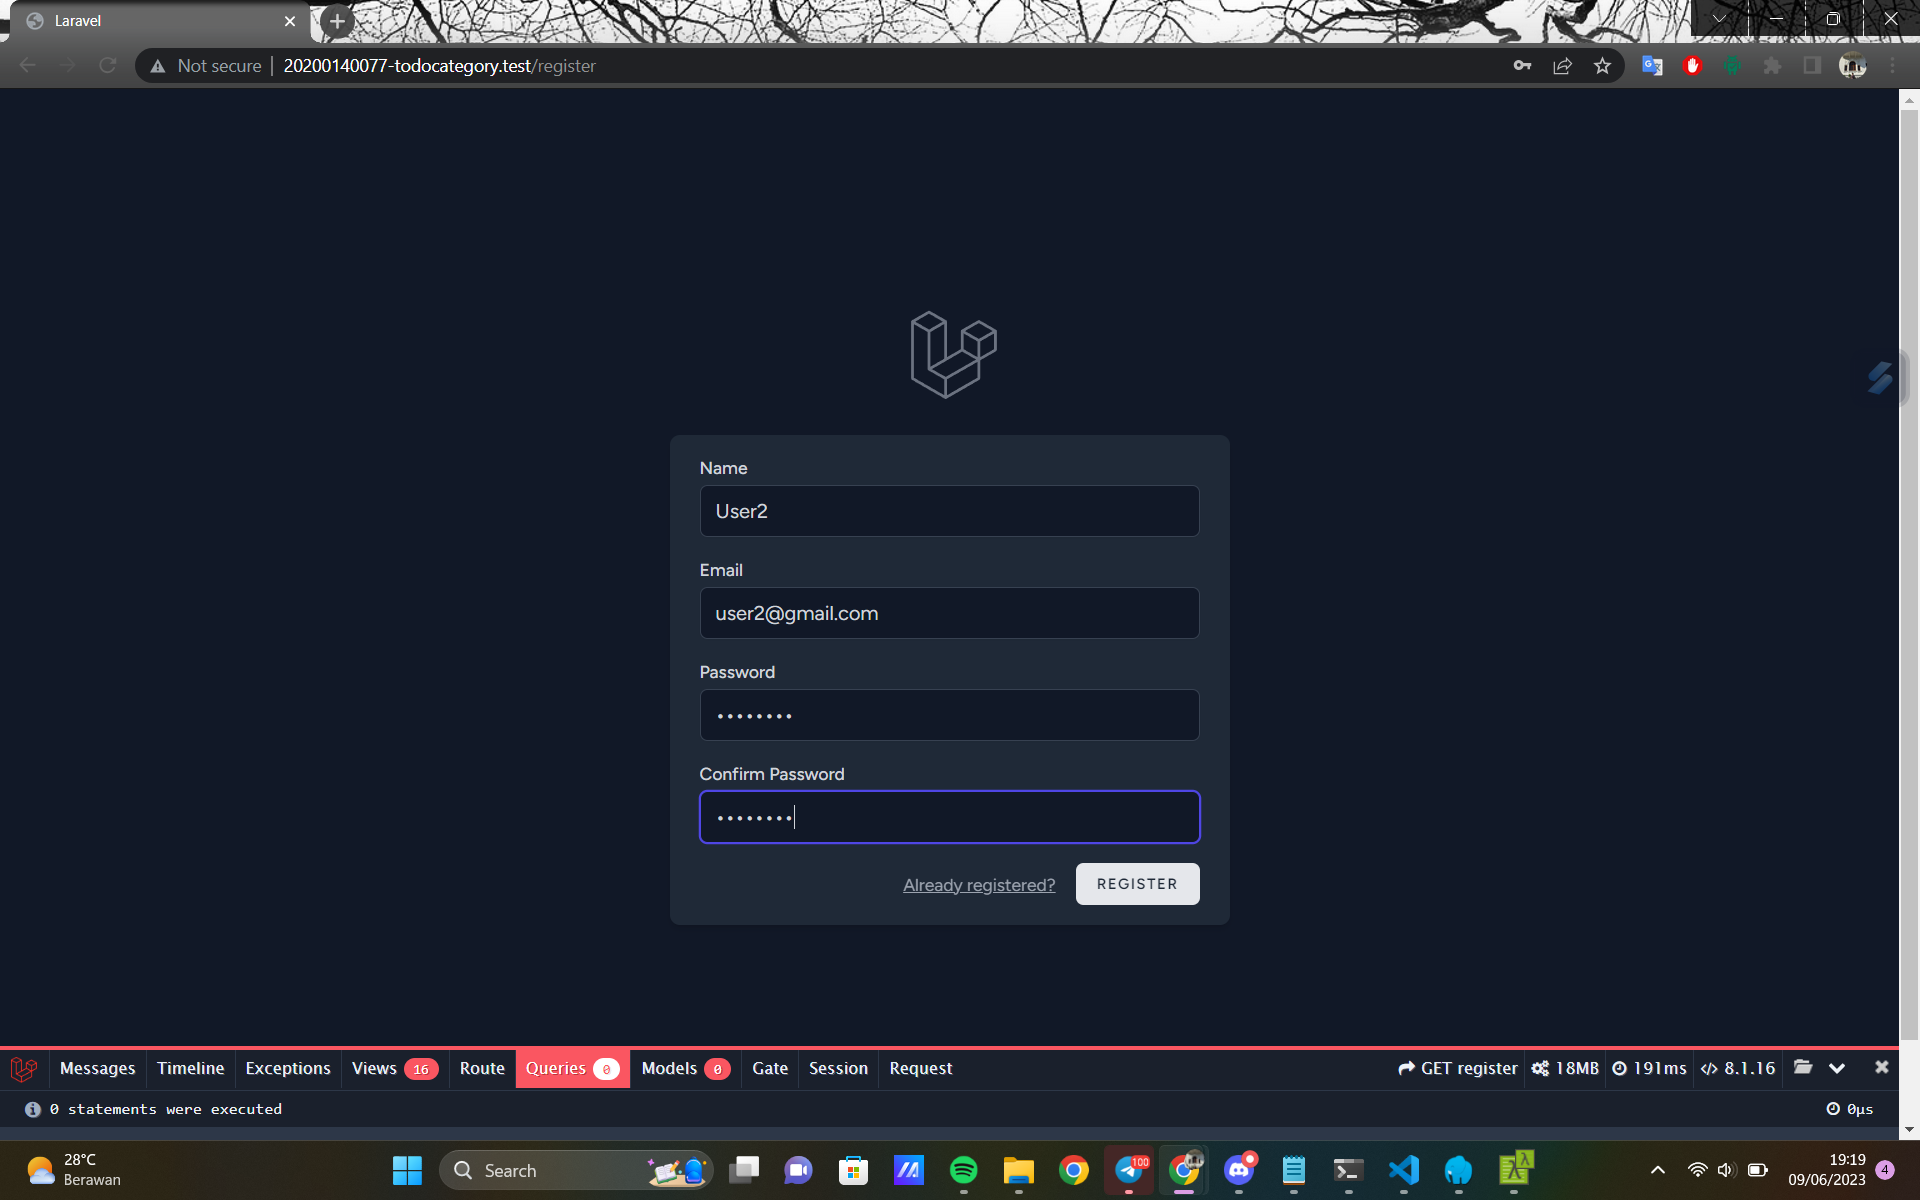 Laravel
Not secure | 20200140077-todocategory.test/register
Name
User2
Email
user2@gmail.com
Password
••••••••
Confirm Password
••••••••
Already registered?
REGISTER
Messages Timeline Exceptions Views 16 Route Queries 0 Models 0 Gate Session Request GET register 18MB 191ms 8.1.16
0 statements were executed 0μs
28°C
Berawan
Search
100
19:19
09/06/2023
4